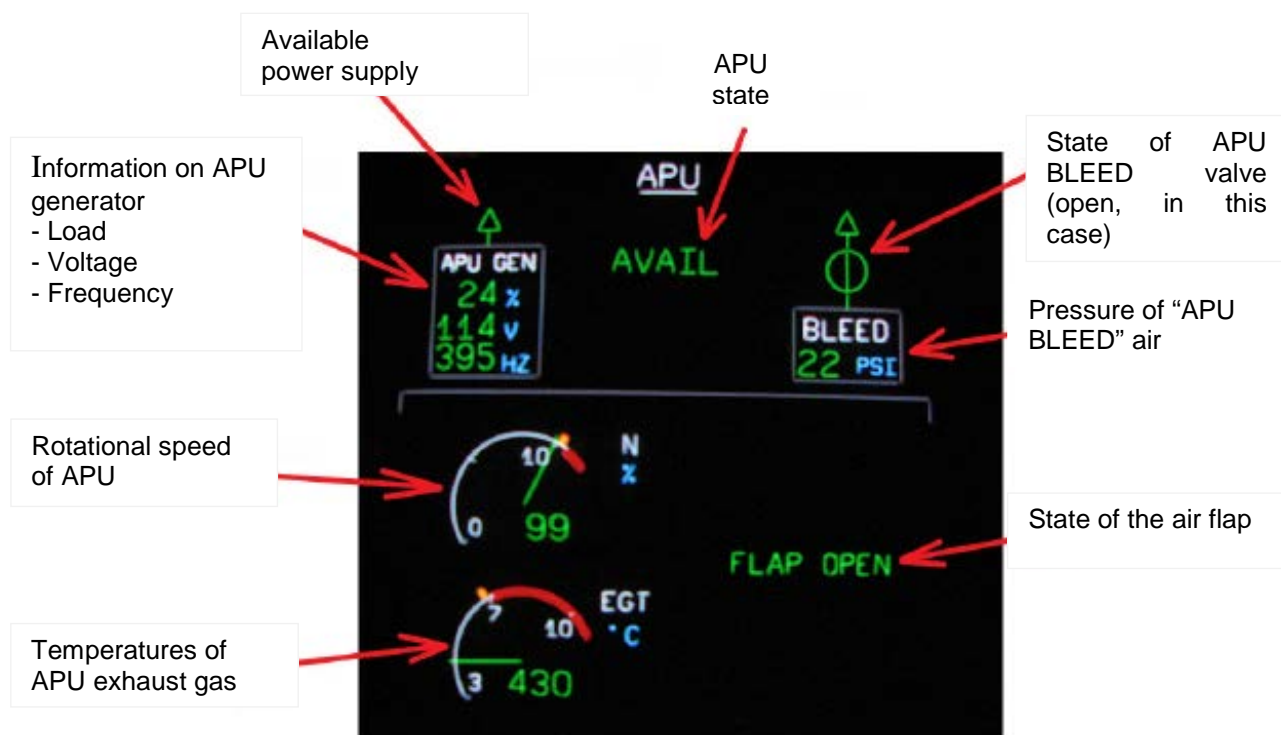 Available
power supply
APU
state
Information on APU
generator
- Load
- Voltage
- Frequency
State of APU
BLEED valve
(open, in this
case)
Pressure of “APU
BLEED” air
APU
AVAIL
APU GEN
24 %
114 V
395 HZ
BLEED
22 PSI
Rotational speed
of APU
10
0
99
N
%
State of the air flap
FLAP OPEN
Temperatures of
APU exhaust gas
7
10
3
430
EGT
°C